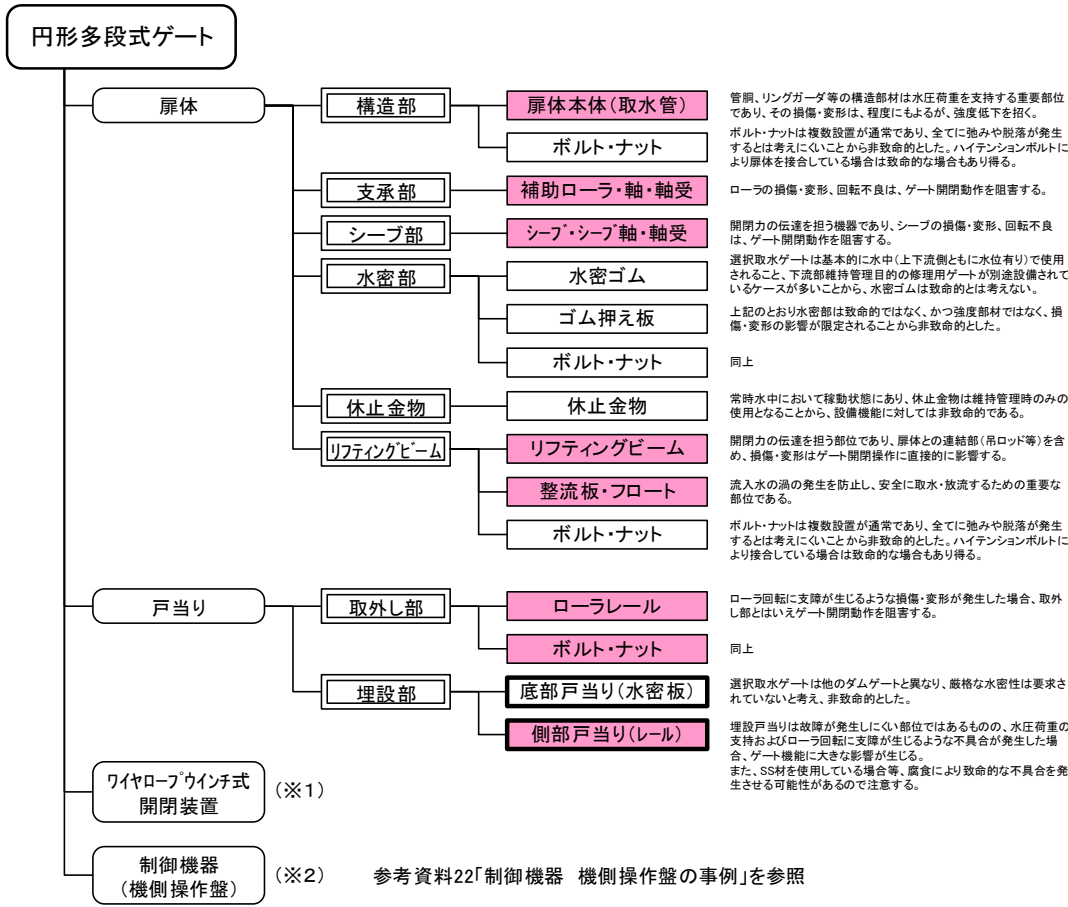 円形多段式ゲート
扉体
構造部
扉体本体（取水管）
管胴、リングガーダ等の構造部材は水圧荷重を支持する重要部位
であり、その損傷・変形は、程度にもよるが、強度低下を招く。
ボルト・ナット
ボルト・ナットは複数設置が通常であり、全てに弛みや脱落が発生
するとは考えにくいことから非致命的とした。ハイテンションボルトに
より扉体を接合している場合は致命的な場合もあり得る。
支承部
補助ローラ・軸・軸受
ローラの損傷・変形、回転不良は、ゲート開閉動作を阻害する。
シーブ部
シーブ・シーブ軸・軸受
開閉力の伝達を担う機器であり、シーブの損傷・変形、回転不良
は、ゲート開閉動作を阻害する。
水密部
水密ゴム
選択取水ゲートは基本的に水中（上下流側ともに水位有り）で使用
されること、下流部維持管理目的の修理用ゲートが別途設備されて
いるケースが多いことから、水密ゴムは致命的とは考えない。
ゴム押え板
上記のとおり水密部は致命的ではなく、かつ強度部材ではなく、損
傷・変形の影響が限定されることから非致命的とした。
ボルト・ナット
同上
休止金物
休止金物
常時水中において稼動状態にあり、休止金物は維持管理時のみの
使用となることから、設備機能に対しては非致命的である。
リフティングビーム
リフティングビーム
開閉力の伝達を担う部位であり、扉体との連結部（吊ロッド等）を含
め、損傷・変形はゲート開閉操作に直接的に影響する。
整流板・フロート
流入水の渦の発生を防止し、安全に取水・放流するための重要な
部位である。
ボルト・ナット
ボルト・ナットは複数設置が通常であり、全てに弛みや脱落が発生
するとは考えにくいことから非致命的とした。ハイテンションボルトに
より接合している場合は致命的な場合もあり得る。
戸当り
取外し部
ローラレール
ローラ回転に支障が生じるような損傷・変形が発生した場合、取外
し部とはいえゲート開閉動作を阻害する。
ボルト・ナット
同上
埋設部
底部戸当り（水密板）
選択取水ゲートは他のダムゲートと異なり、厳格な水密性は要求さ
れていないと考え、非致命的とした。
側部戸当り（レール）
埋設戸当りは故障が発生しにくい部位ではあるものの、水圧荷重の
支持およびローラ回転に支障が生じるような不具合が発生した場
合、ゲート機能に大きな影響が生じる。
また、SS材を使用している場合等、腐食により致命的な不具合を発
生させる可能性があるので注意する。
ワイヤロープウインチ式
開閉装置
（※1）
制御機器
（機側操作盤）
（※2） 参考資料22「制御機器 機側操作盤の事例」を参照